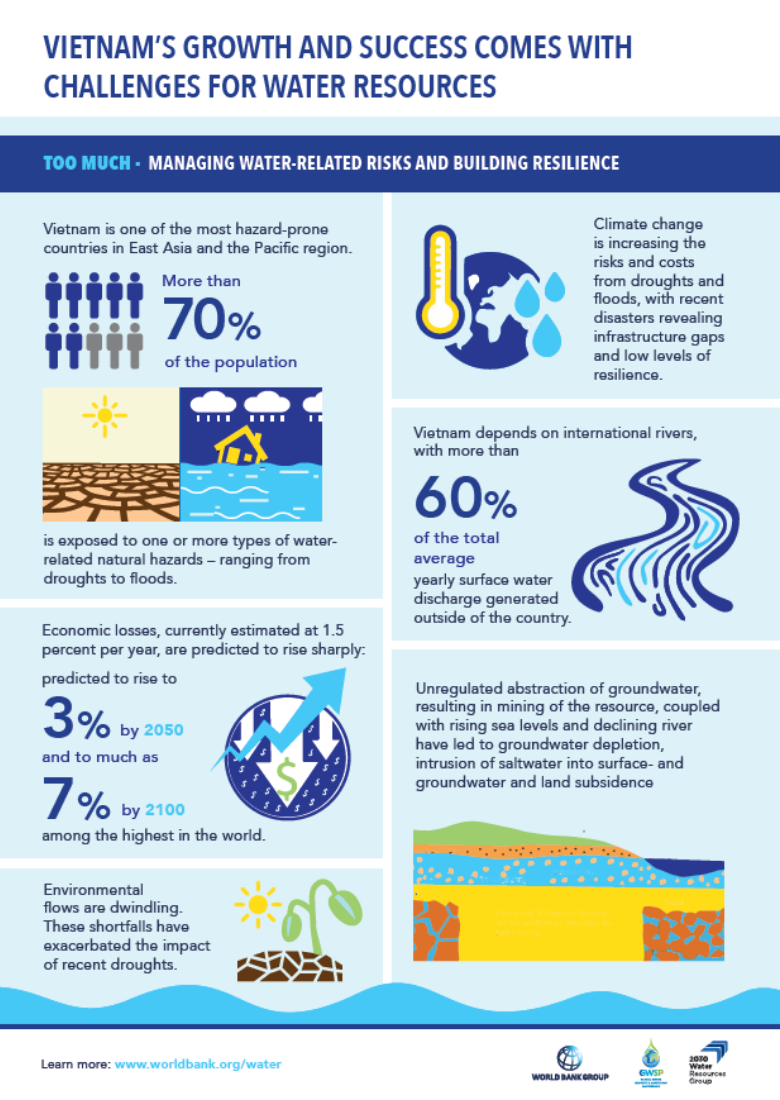 VIETNAM'S GROWTH AND SUCCESS COMES WITH
CHALLENGES FOR WATER RESOURCES
TOO MUCH - MANAGING WATER-RELATED RISKS AND BUILDING RESILIENCE
Vietnam is one of the most hazard-prone
countries in East Asia and the Pacific region.
More than
70%
of the population
is exposed to one or more types of water-
related natural hazards – ranging from
droughts to floods.
Economic losses, currently estimated at 1.5
percent per year, are predicted to rise sharply:
predicted to rise to
3% by 2050
and to much as
7% by 2100
among the highest in the world.
Environmental
flows are dwindling.
These shortfalls have
exacerbated the impact
of recent droughts.
Climate change
is increasing the
risks and costs
from droughts and
floods, with recent
disasters revealing
infrastructure gaps
and low levels of
resilience.
Vietnam depends on international rivers,
with more than
60%
of the total
average
yearly surface water
discharge generated
outside of the country.
Unregulated abstraction of groundwater,
resulting in mining of the resource, coupled
with rising sea levels and declining river
have led to groundwater depletion,
intrusion of saltwater into surface- and
groundwater and land subsidence
Learn more: www.worldbank.org/water
WORLD BANK GROUP
GWSP
2030
Water
Resources
Group